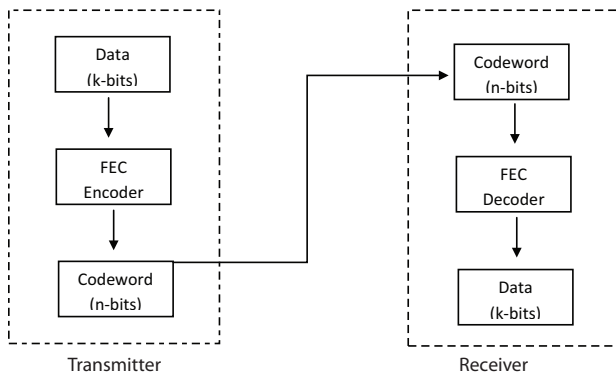 Data
(k-bits)
FEC
Encoder
Codeword
(n-bits)
Transmitter
Codeword
(n-bits)
FEC
Decoder
Data
(k-bits)
Receiver